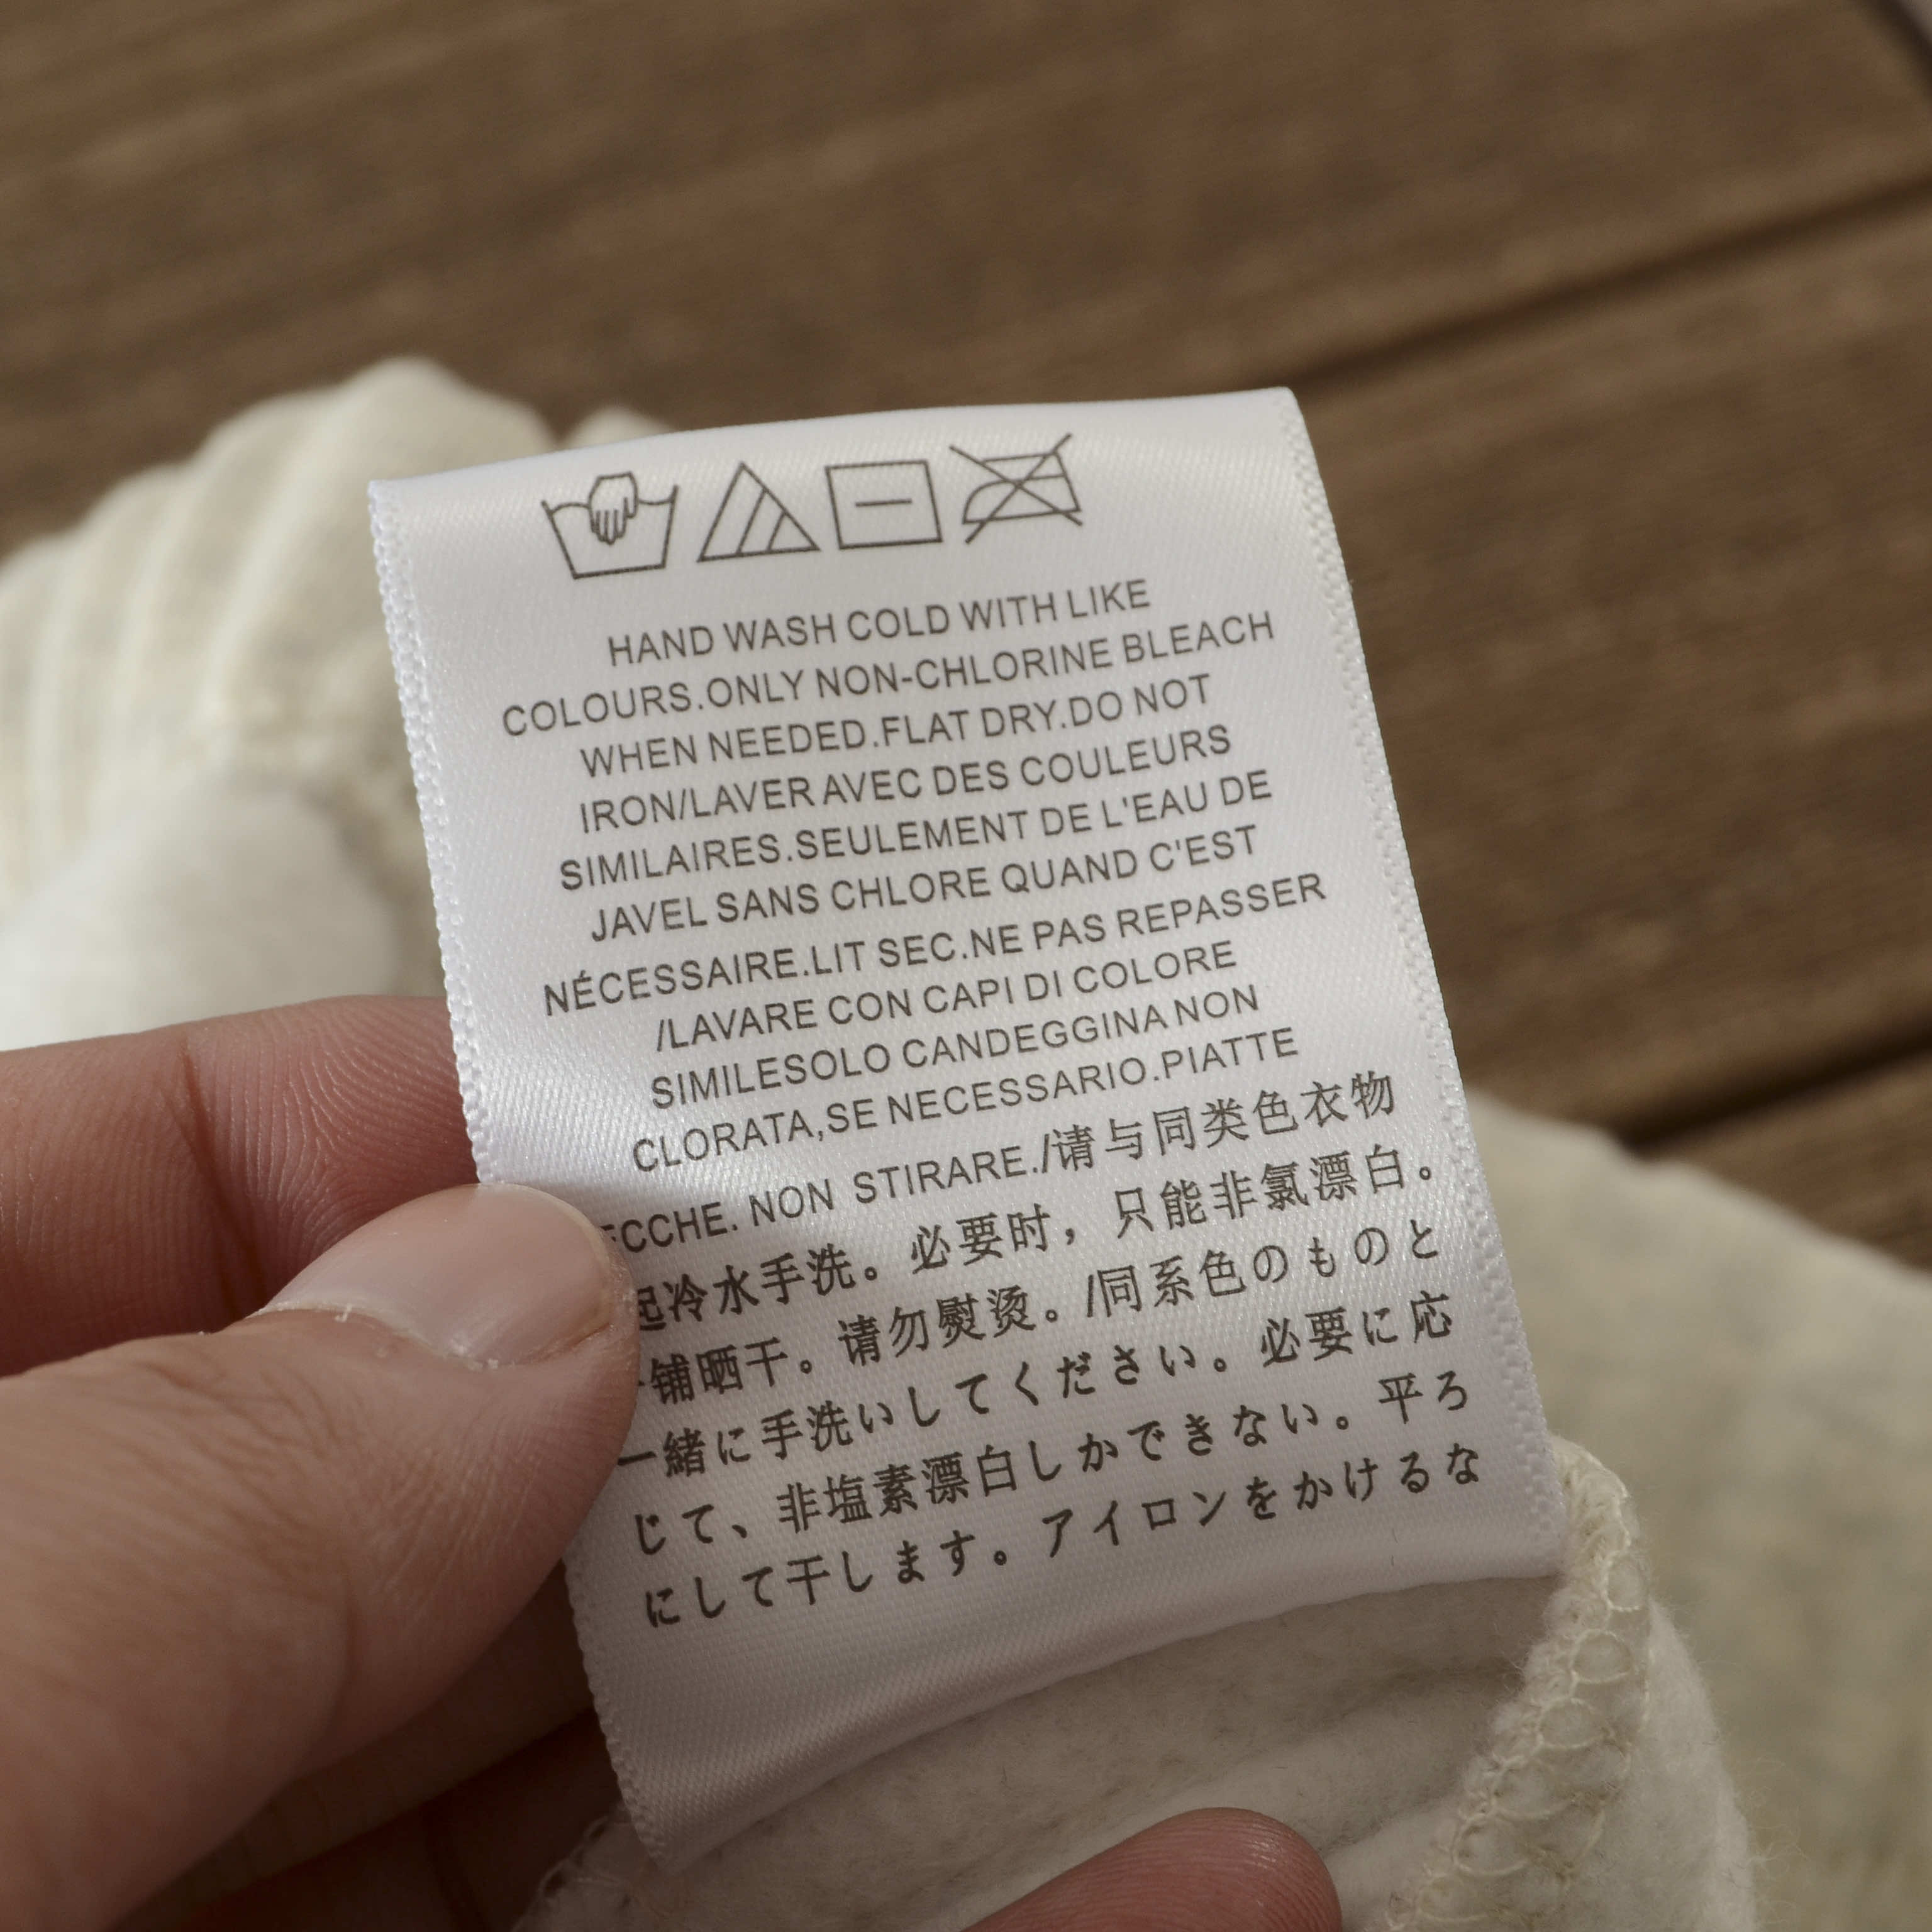 HAND WASH COLD WITH LIKE
COLOURS.ONLY NON-CHLORINE BLEACH
WHEN NEEDED.FLAT DRY.DO NOT
IRON/LAVER AVEC DES COULEURS
SIMILAIRES.SEULEMENT DE L'EAU DE
JAVEL SANS CHLORE QUAND C'EST
NÉCESSAIRE.LIT SEC.NE PAS REPASSER
/LAVARE CON CAPI DI COLORE
SIMILESOLO CANDEGGINA NON
CLORATA,SE NECESSARIO.PIATTE
NON STIRARE./请与同类色衣物
起冷水手洗。必要时，只能非氯漂白。
铺晒干。请勿熨烫。/同系色のものと
一緒に手洗いしてください。必要に応
じて、非塩素漂白しかできない。平ろ
にして干します。アイロンをかけるな